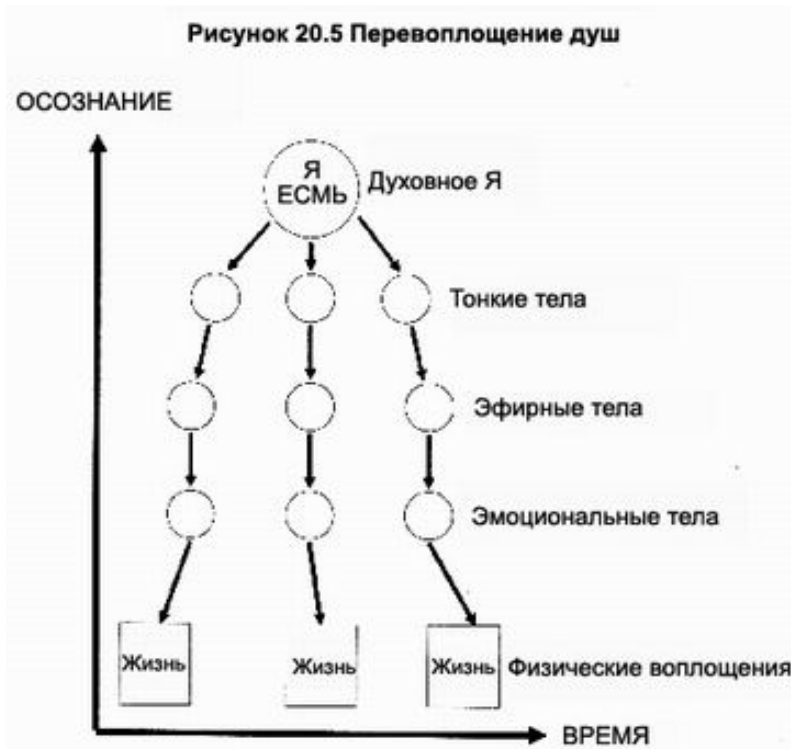 Рисунок 20.5 Перевоплощение душ
ОСОЗНАНИЕ
Я
ЕСМЬ
Духовное Я
Тонкие тела
Эфирные тела
Эмоциональные тела
Жизнь
Жизнь
Жизнь
Физические воплощения
ВРЕМЯ